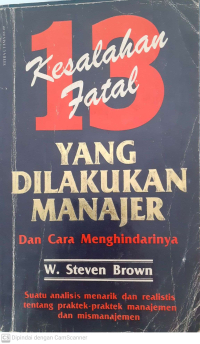 13
Kesalahan
Fatal
YANG
DILAKUKAN
MANAJER
Dan Cara Menghindarinya
W. Steven Brown
Suatu analisis menarik dan realistis
tentang praktek-praktek manajemen
dan mismanajemen
Dipindai dengan CamScanner